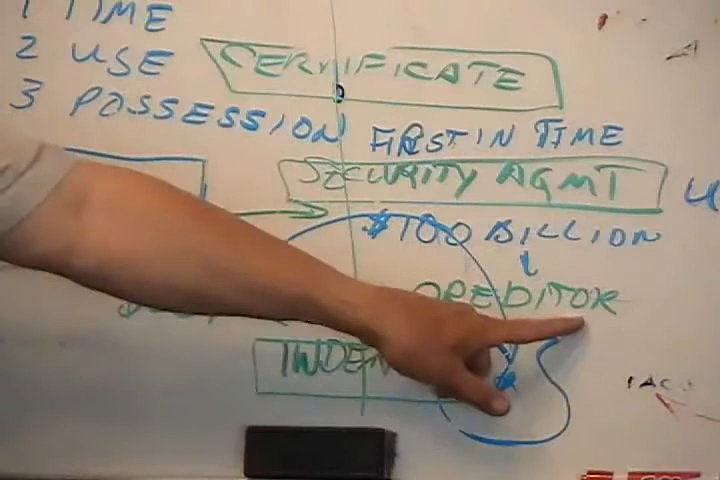 1 TIME
2 USE
3 POSSESSION
CERTIFICATE
FIRST IN TIME
SECURITY AGMT
$100 BILLION
CREDITOR